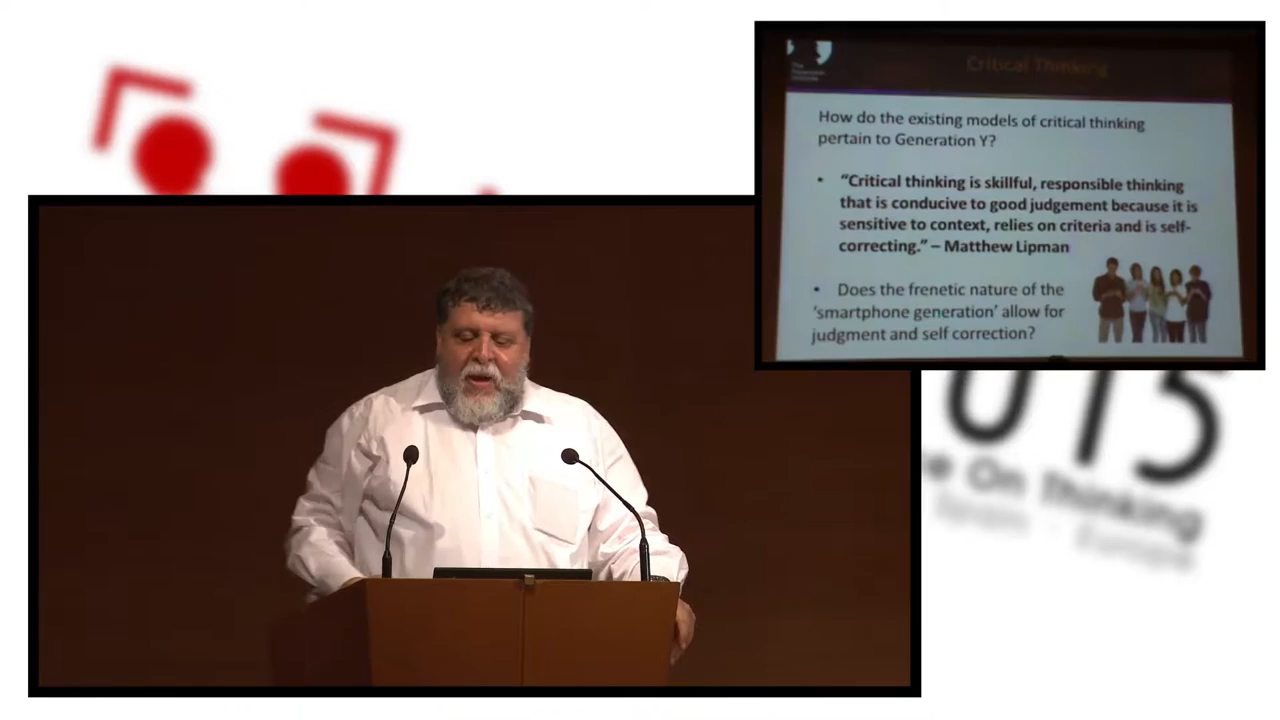 Critical Thinking
How do the existing models of critical thinking
pertain to Generation Y?
• “Critical thinking is skillful, responsible thinking
that is conducive to good judgement because it is
sensitive to context, relies on criteria and is self-
correcting.” – Matthew Lipman
• Does the frenetic nature of the
‘smartphone generation’ allow for
judgment and self correction?
015
On Thinking
Spain - Europe